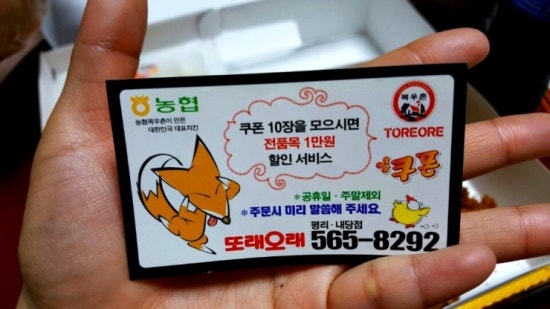 농협
농협목우촌이 만든
대한민국 대표치킨
쿠폰 10장을 모으시면
전품목 1만원
할인 서비스
목우촌
TOREORE
*쿠폰
*공휴일·주말제외
*주문시 미리 말씀해 주세요.
평리·내당점
또래오래 565-8292